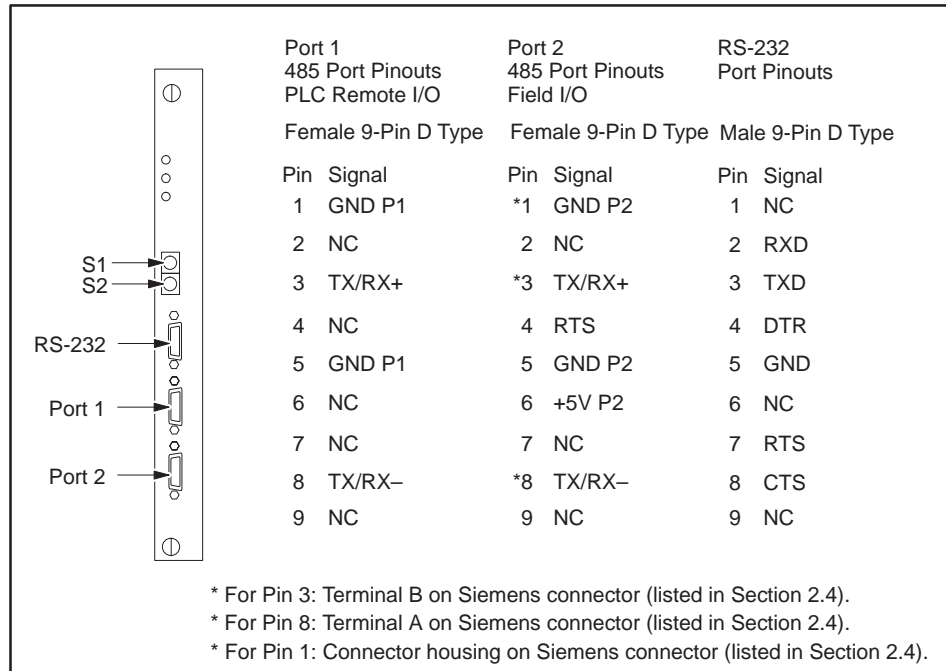 Port 1
485 Port Pinouts
PLC Remote I/O
Female 9-Pin D Type
Pin Signal
1 GND P1
2 NC
3 TX/RX+
4 NC
5 GND P1
6 NC
7 NC
8 TX/RX–
9 NC
Port 2
485 Port Pinouts
Field I/O
Female 9-Pin D Type
Pin Signal
*1 GND P2
2 NC
*3 TX/RX+
4 RTS
5 GND P2
6 +5V P2
7 NC
*8 TX/RX–
9 NC
RS-232
Port Pinouts
Male 9-Pin D Type
Pin Signal
1 NC
2 RXD
3 TXD
4 DTR
5 GND
6 NC
7 RTS
8 CTS
9 NC
S1
S2
RS-232
Port 1
Port 2
* For Pin 3: Terminal B on Siemens connector (listed in Section 2.4).
* For Pin 8: Terminal A on Siemens connector (listed in Section 2.4).
* For Pin 1: Connector housing on Siemens connector (listed in Section 2.4).